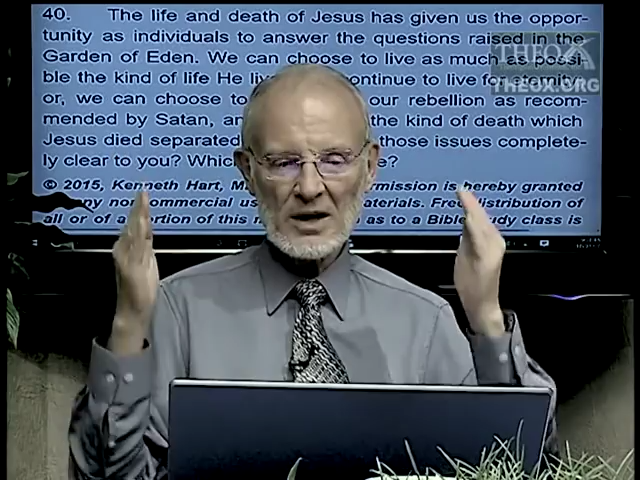 40. The life and death of Jesus has given us the oppor-
tunity as individuals to answer the questions raised in the
Garden of Eden. We can choose to live as much as possi-
ble the kind of life He liv ontinue to live for eternity
or, we can choose to our rebellion as recom-
mended by Satan, an the kind of death which
Jesus died separated those issues complete-
ly clear to you? Whic e?
© 2015, Kenneth Hart, M rmission is hereby granted
ny noncommercial us aterials. Free distribution of
all or of a portion of this as to a Bible study class is
THEOX
THEOX.ORG